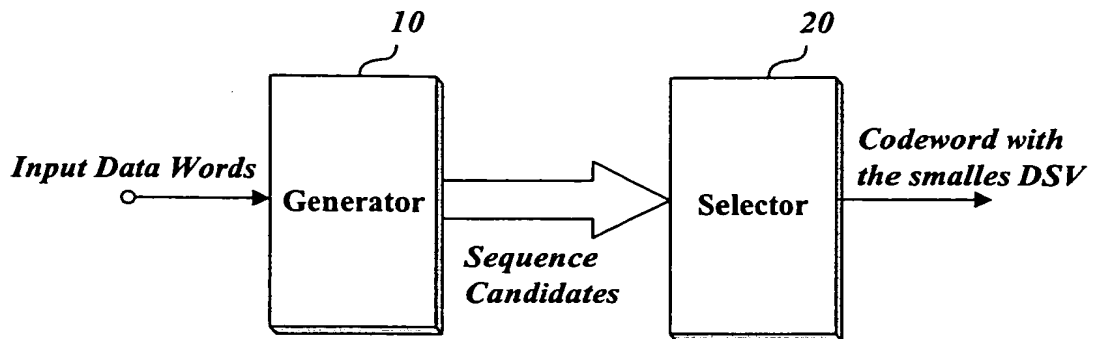 10
20
Input Data Words
Generator
Sequence
Candidates
Selector
Codeword with
the smalles DSV